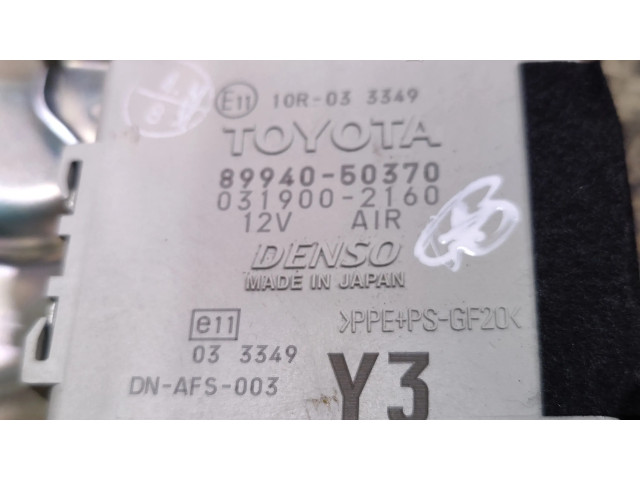 E11 10R-03 3349
TOYOTA
89940-50370
031900-2160
12V AIR
DENSO
MADE IN JAPAN
e11 >PPE+PS-GF20<
03 3349
DN-AFS-003 Y3